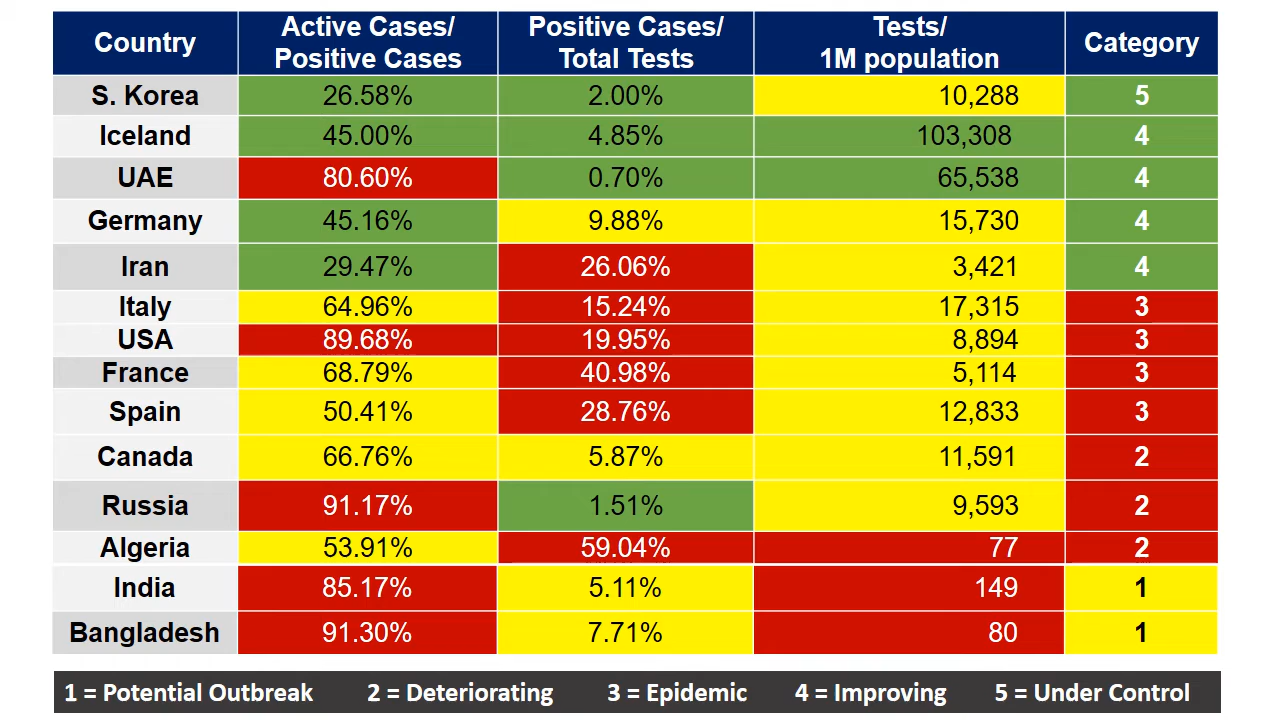 Country Active Cases/ Positive Cases/ Tests/ Category
Positive Cases Total Tests 1M population
S. Korea 26.58% 2.00% 10,288 5
Iceland 45.00% 4.85% 103,308 4
UAE 80.60% 0.70% 65,538 4
Germany 45.16% 9.88% 15,730 4
Iran 29.47% 26.06% 3,421 4
Italy 64.96% 15.24% 17,315 3
USA 89.68% 19.95% 8,894 3
France 68.79% 40.98% 5,114 3
Spain 50.41% 28.76% 12,833 3
Canada 66.76% 5.87% 11,591 2
Russia 91.17% 1.51% 9,593 2
Algeria 53.91% 59.04% 77 2
India 85.17% 5.11% 149 1
Bangladesh 91.30% 7.71% 80 1
1 = Potential Outbreak 2 = Deteriorating 3 = Epidemic 4 = Improving 5 = Under Control